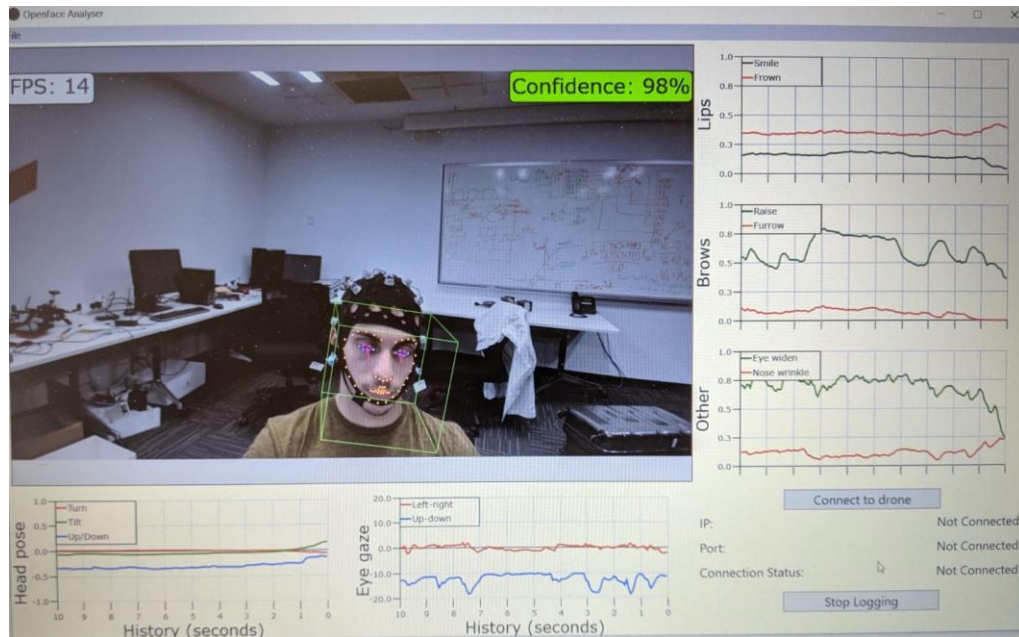 OpenFace Analyser
ile
FPS: 14
Confidence: 98%
Lips
1.0
0.8
0.5
0.3
0.0
Smile
Frown
Brows
1.0
0.8
0.5
0.3
0.0
Raise
Furrow
Other
1.0
0.8
0.5
0.3
0.0
Eye widen
Nose wrinkle
Head pose
1.0
0.5
0.0
-0.5
-1.0
Turn
Tilt
Up/Down
10 9 8 7 6 5 4 3 2 1 0
History (seconds)
Eye gaze
20.0
10.0
0.0
-10.0
-20.0
Left-right
Up-down
10 9 8 7 6 5 4 3 2 1 0
History (seconds)
Connect to drone
IP: Not Connected
Port: Not Connected
Connection Status: Not Connected
Stop Logging